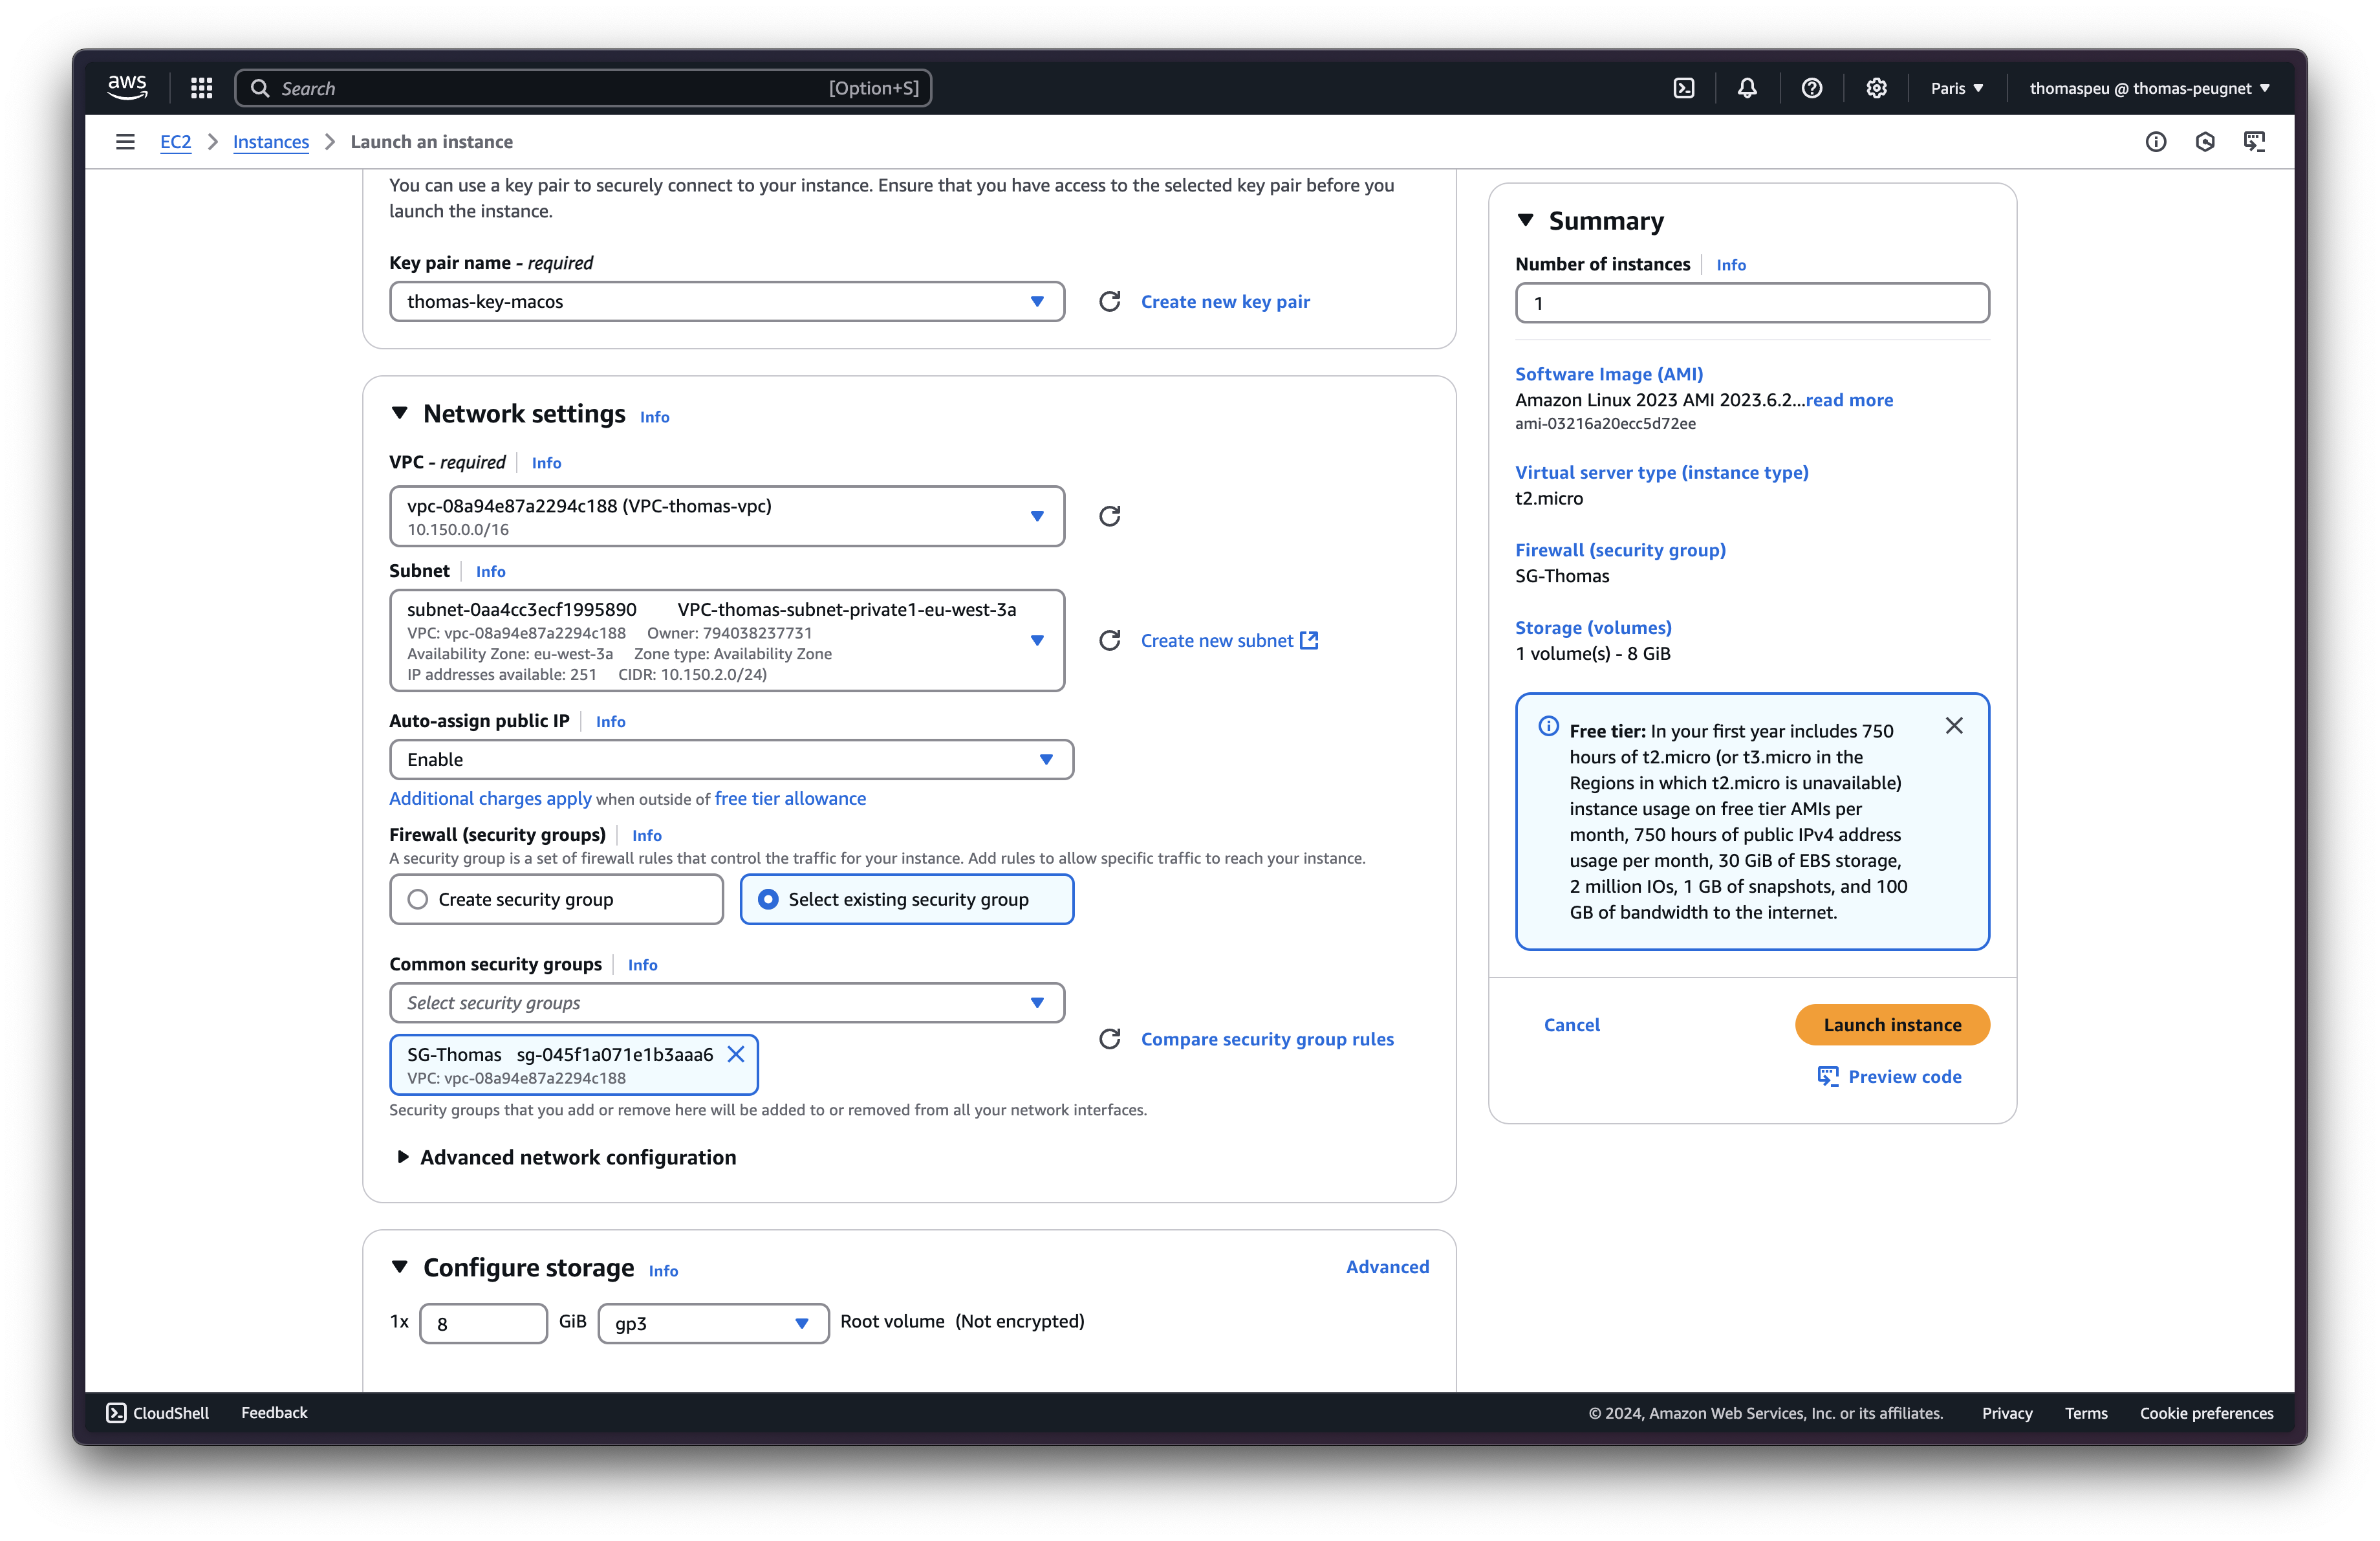 aws
Search [Option+S]
Paris
thomaspeu @ thomas-peugnet
EC2 Instances Launch an instance
You can use a key pair to securely connect to your instance. Ensure that you have access to the selected key pair before you
launch the instance.
Key pair name - required
thomas-key-macos
Create new key pair
Network settings Info
VPC - required Info
vpc-08a94e87a2294c188 (VPC-thomas-vpc)
10.150.0.0/16
Subnet Info
subnet-0aa4cc3ecf1995890 VPC-thomas-subnet-private1-eu-west-3a
VPC: vpc-08a94e87a2294c188 Owner: 794038237731
Availability Zone: eu-west-3a Zone type: Availability Zone
IP addresses available: 251 CIDR: 10.150.2.0/24)
Create new subnet
Auto-assign public IP Info
Enable
Additional charges apply when outside of free tier allowance
Firewall (security groups) Info
A security group is a set of firewall rules that control the traffic for your instance. Add rules to allow specific traffic to reach your instance.
Create security group
Select existing security group
Common security groups Info
Select security groups
SG-Thomas sg-045f1a071e1b3aaa6
VPC: vpc-08a94e87a2294c188
Compare security group rules
Security groups that you add or remove here will be added to or removed from all your network interfaces.
Advanced network configuration
Configure storage Info
Advanced
1x 8 GiB gp3 Root volume (Not encrypted)
Summary
Number of instances Info
1
Software Image (AMI)
Amazon Linux 2023 AMI 2023.6.2...read more
ami-03216a20ecc5d72ee
Virtual server type (instance type)
t2.micro
Firewall (security group)
SG-Thomas
Storage (volumes)
1 volume(s) - 8 GiB
Free tier: In your first year includes 750
hours of t2.micro (or t3.micro in the
Regions in which t2.micro is unavailable)
instance usage on free tier AMIs per
month, 750 hours of public IPv4 address
usage per month, 30 GiB of EBS storage,
2 million IOs, 1 GB of snapshots, and 100
GB of bandwidth to the internet.
Cancel
Launch instance
Preview code
CloudShell Feedback
© 2024, Amazon Web Services, Inc. or its affiliates. Privacy Terms Cookie preferences